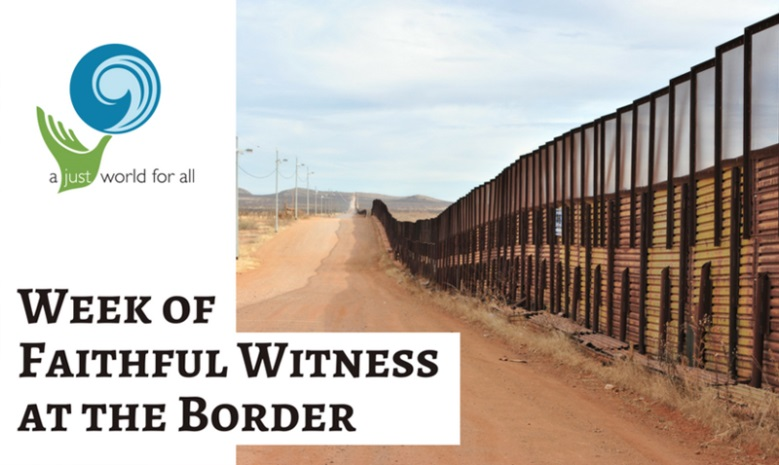 a just world for all
Week of
Faithful Witness
at the Border